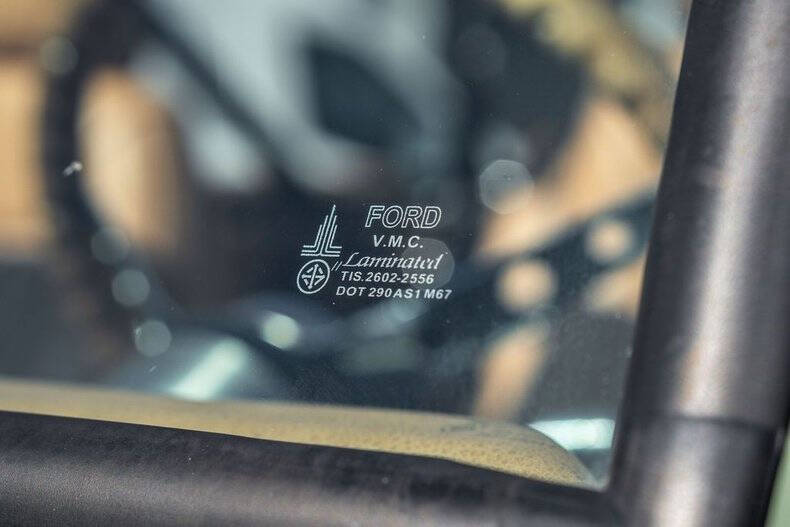 FORD
V.M.C.
Laminated
TIS.2602-2556
DOT 290 AS1 M67